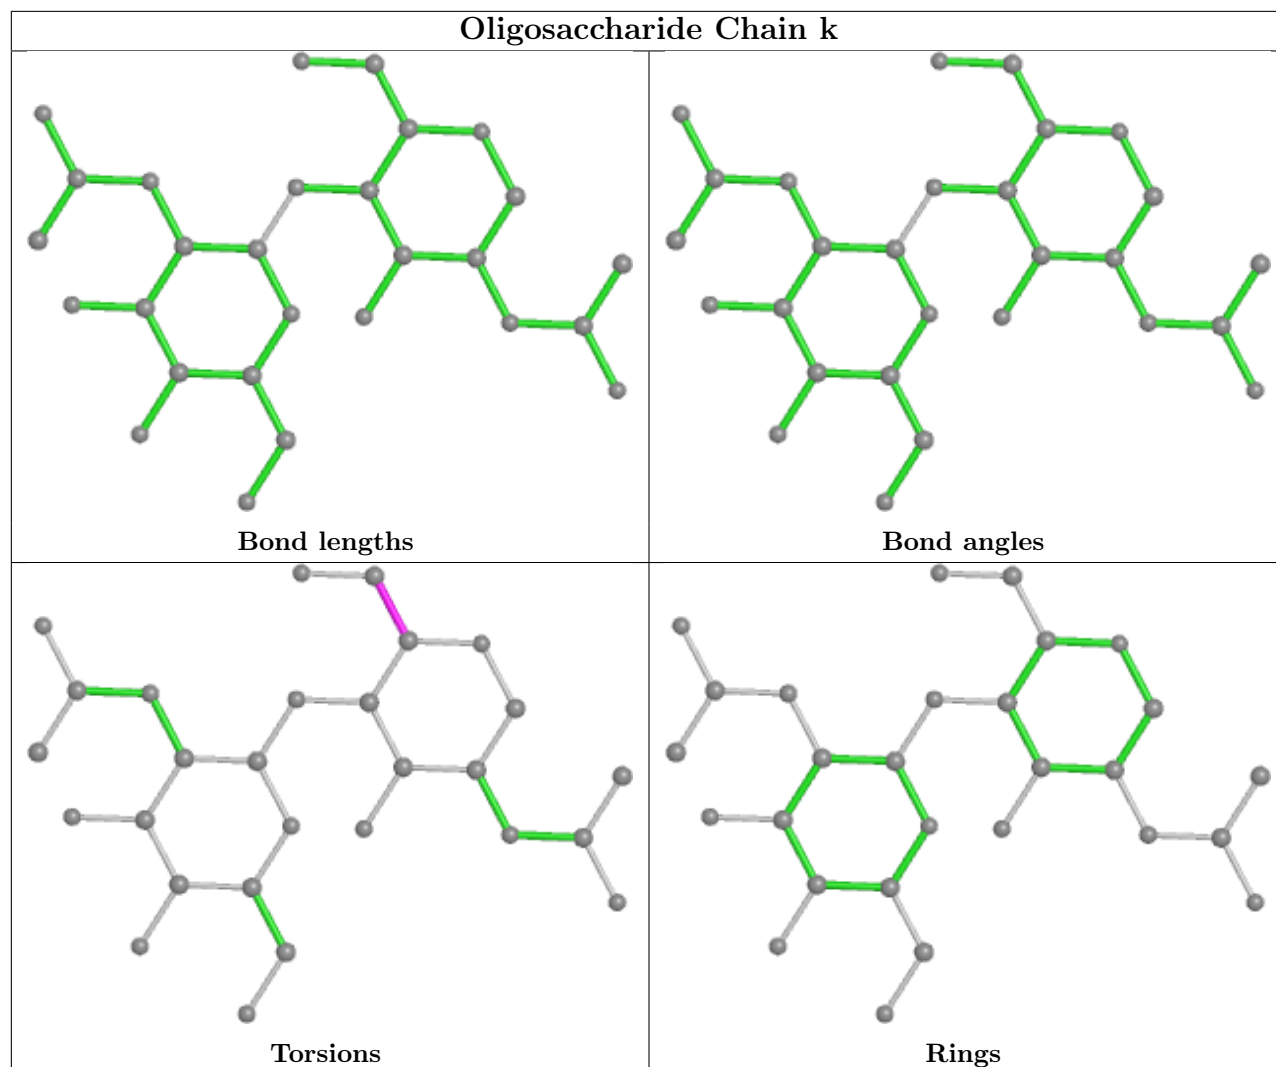 Oligosaccharide Chain k
Bond lengths
Bond angles
Torsions
Rings